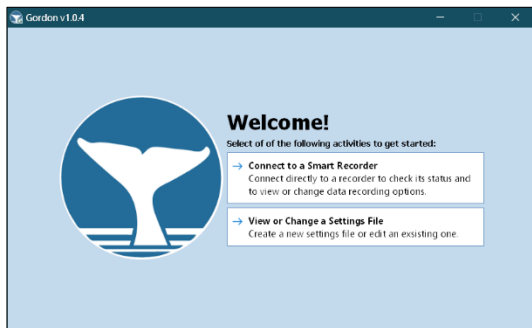 Gordon v1.0.4
Welcome!
Select of of the following activities to get started:
Connect to a Smart Recorder
Connect directly to a recorder to check its status and
to view or change data recording options.
View or Change a Settings File
Create a new settings file or edit an exsisting one.